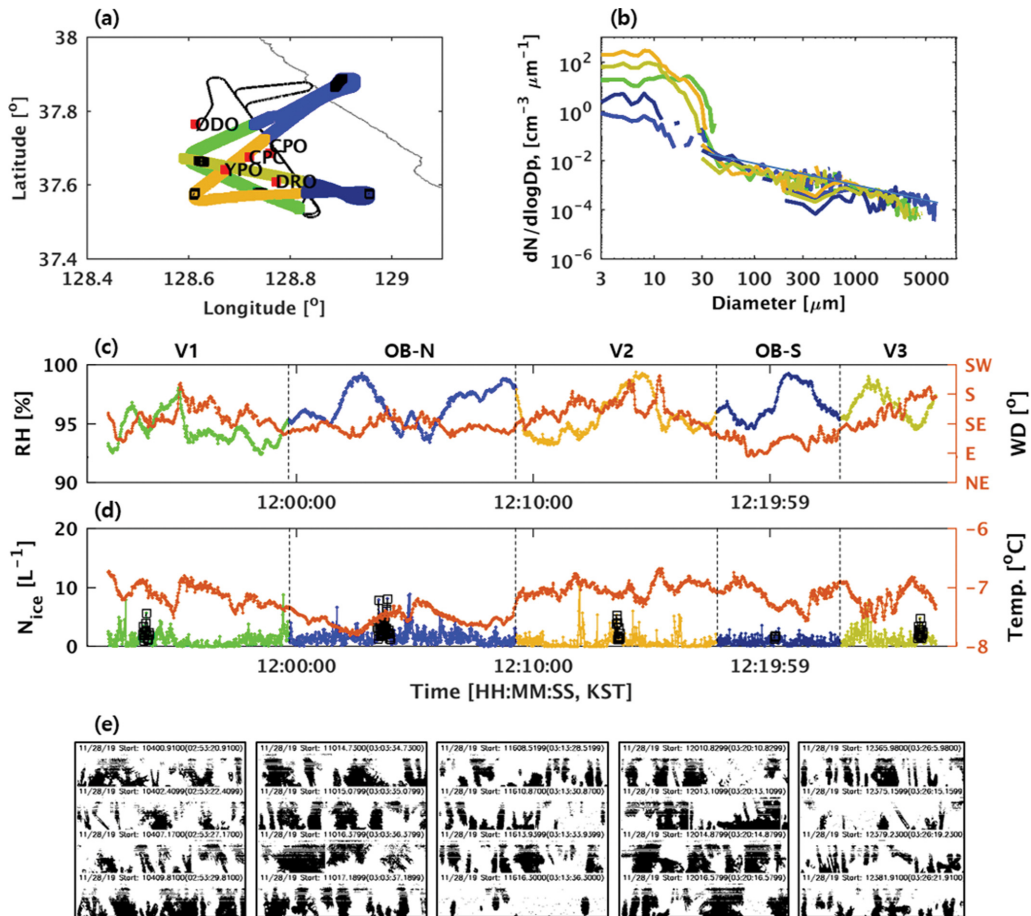 (a)
38
37.8
37.6
37.4
128.4
128.6
128.8
129
Latitude [o]
Longitude [o]
ODO
CPO
CPO
YPO
DRO
(b)
10²
10⁰
10⁻²
10⁻⁴
10⁻⁶
3
10
30
100
300
1000
5000
dN/dlogDp, [cm⁻³ μm⁻¹]
Diameter [μm]
(c)
V1
OB-N
V2
OB-S
V3
100
95
90
RH [%]
SW
S
SE
E
NE
WD [o]
12:00:00
12:10:00
12:19:59
(d)
20
10
0
Nice [L⁻¹]
-6
-7
-8
Temp. [°C]
12:00:00
12:10:00
12:19:59
Time [HH:MM:SS, KST]
(e)
11/28/19 Start: 10400.9100(02:53:20.9100)
11/28/19 Start: 11014.7300(03:03:34.7300)
11/28/19 Start: 11608.5199(03:13:28.5199)
11/28/19 Start: 12010.8299(03:20:10.8299)
11/28/19 Start: 12365.9800(03:26:5.9800)
11/28/19 Start: 10402.4099(02:53:22.4099)
11/28/19 Start: 11015.0799(03:03:35.0799)
11/28/19 Start: 11610.8700(03:13:30.8700)
11/28/19 Start: 12013.1099(03:20:13.1099)
11/28/19 Start: 12375.1599(03:26:15.1599)
11/28/19 Start: 10407.1700(02:53:27.1700)
11/28/19 Start: 11016.3799(03:03:36.3799)
11/28/19 Start: 11613.9399(03:13:33.9399)
11/28/19 Start: 12014.8799(03:20:14.8799)
11/28/19 Start: 12379.2300(03:26:19.2300)
11/28/19 Start: 10409.8100(02:53:29.8100)
11/28/19 Start: 11017.1899(03:03:37.1899)
11/28/19 Start: 11616.3000(03:13:36.3000)
11/28/19 Start: 12016.5799(03:20:16.5799)
11/28/19 Start: 12381.9100(03:26:21.9100)